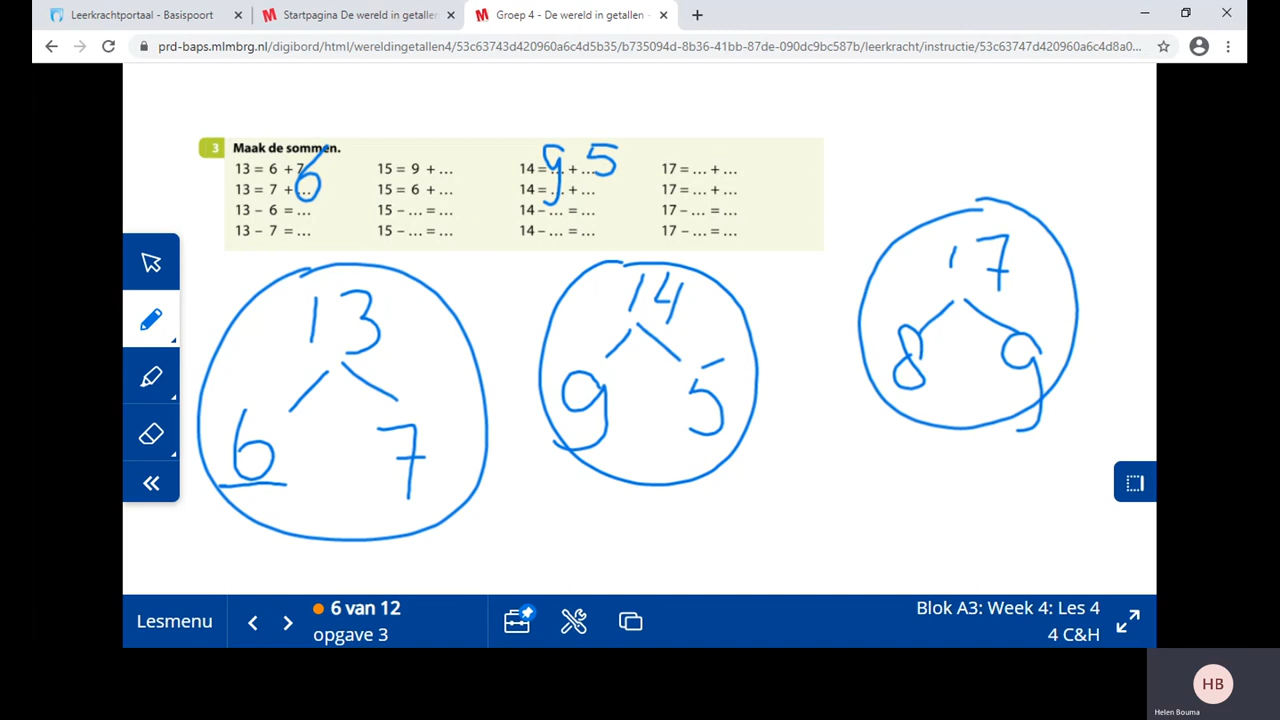 Leerkrachtportaal - Basispoort
Startpagina De wereld in getallen
Groep 4 - De wereld in getallen
prd-baps.mlmbrg.nl/digibord/html/wereldingetallen4/53c63743d420960a6c4d5b35/b735094d-8b36-41bb-87de-090dc9bc587b/leerkracht/instructie/53c63747d420960a6c4d8a0...
3 Maak de sommen.
13 = 6 + 7 15 = 9 + ... 14 = 9 + 5 17 = ... + ...
13 = 7 + 6 15 = 6 + ... 14 = ... + ... 17 = ... + ...
13 - 6 = ... 15 - ... = ... 14 - ... = ... 17 - ... = ...
13 - 7 = ... 15 - ... = ... 14 - ... = ... 17 - ... = ...
13
6 7
14
9 5
17
8 9
Lesmenu
6 van 12
opgave 3
Blok A3: Week 4: Les 4
4 C&H
HB
Helen Bouma